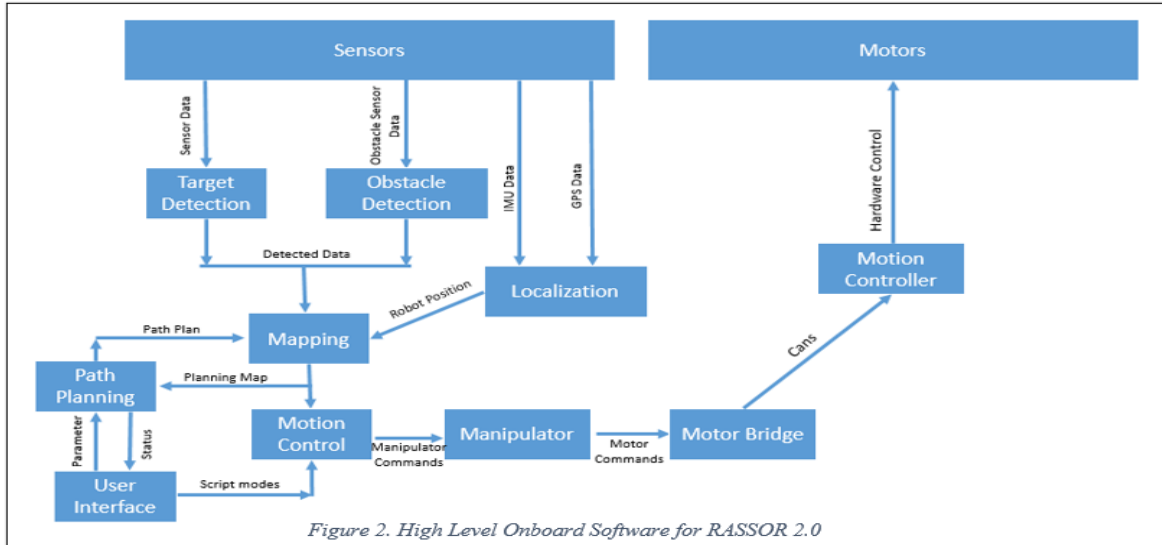 Sensors
Motors
Sensor Data
Obstacle Sensor
Data
IMU Data
GPS Data
Hardware Control
Target
Detection
Obstacle
Detection
Detected Data
Localization
Motion
Controller
Robot Position
Path Plan
Mapping
Cans
Path
Planning
Planning Map
Parameter
Status
Motion
Control
Manipulator
Commands
Manipulator
Motor
Commands
Motor Bridge
User
Interface
Script modes
Figure 2. High Level Onboard Software for RASSOR 2.0